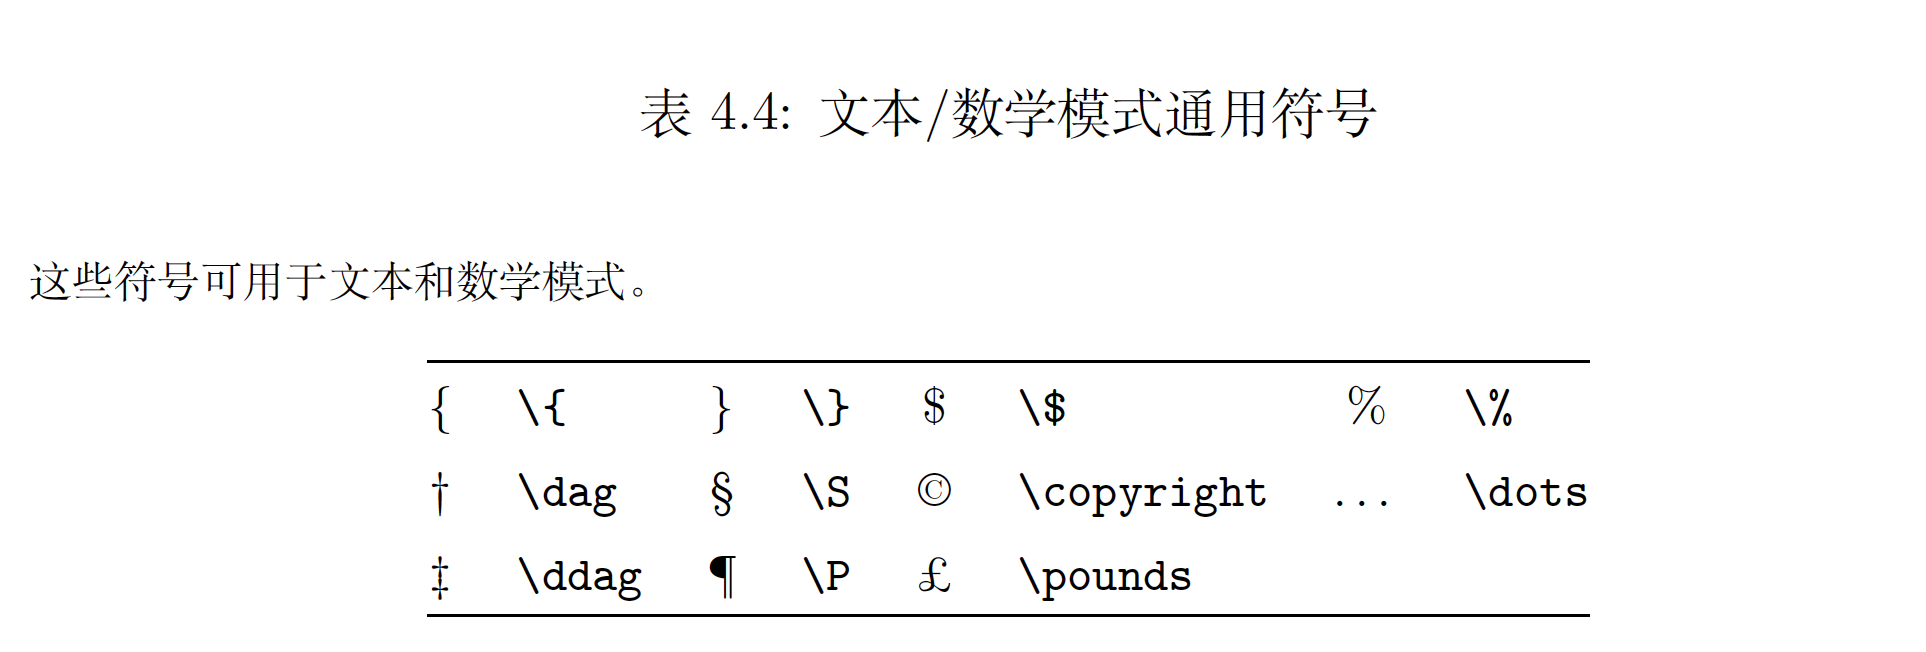 表 4.4: 文本/数学模式通用符号
这些符号可用于文本和数学模式。
{ \{ } \} $ \$ % \%
† \dag § \S © \copyright … \dots
‡ \ddag ¶ \P £ \pounds